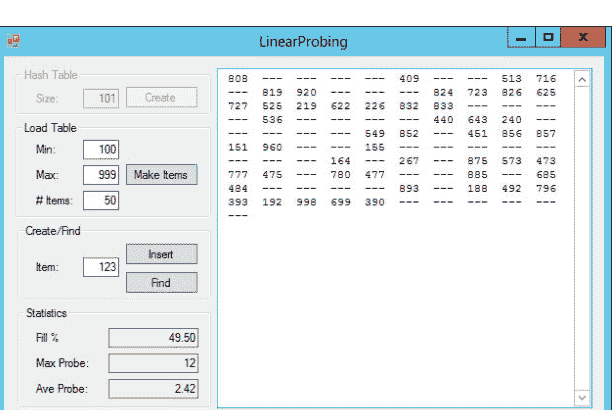 LinearProbing
Hash Table
Size: 101 Create
Load Table
Min: 100
Max: 999 Make Items
# Items: 50
Create/Find
Item: 123 Insert
Find
Statistics
Fill % 49.50
Max Probe: 12
Ave Probe: 2.42
808 --- --- --- --- 409 --- --- 513 716
--- 819 920 --- --- --- 824 723 826 625
727 525 219 622 226 832 833 --- --- ---
--- 536 --- --- --- --- 440 643 240 ---
--- --- --- --- 549 852 --- 451 856 857
151 960 --- --- 155 --- --- --- --- ---
--- --- --- 164 --- 267 --- 875 573 473
777 475 --- 780 477 --- --- 885 --- 685
484 --- --- --- --- 893 --- 188 492 796
393 192 998 699 390 --- --- --- --- ---
---